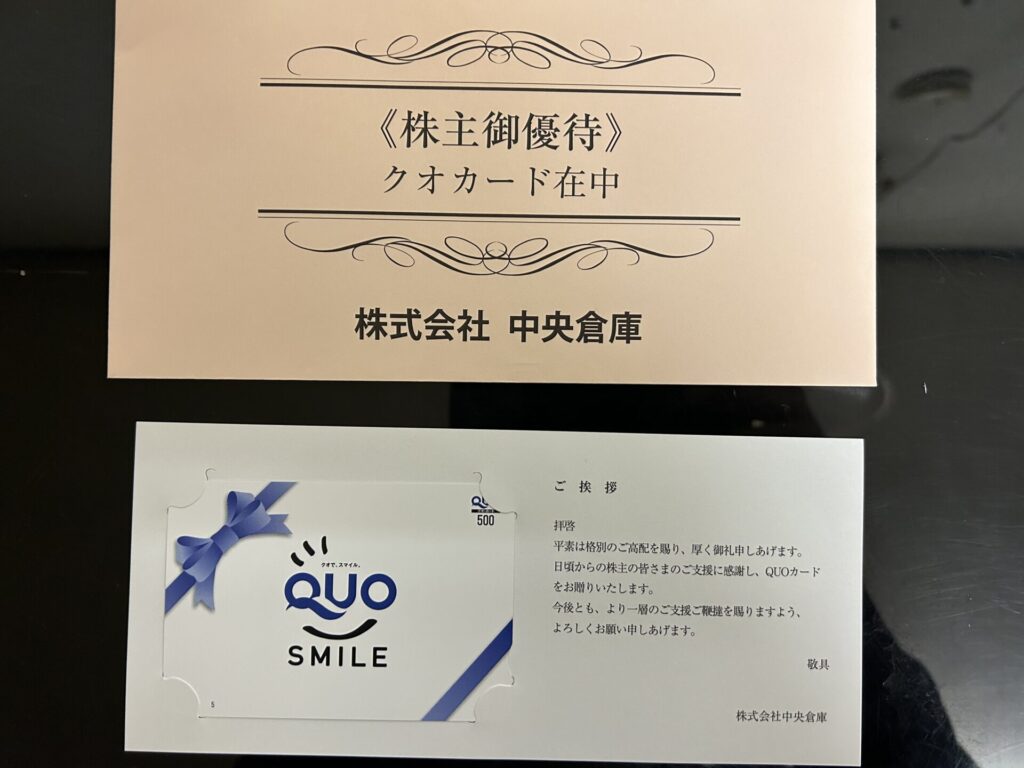 《株主御優待》
クオカード在中
株式会社 中央倉庫
500
クオで、スマイル。
QUO
SMILE
5
ご挨拶
拝啓
平素は格別のご高配を賜り、厚く御礼申しあげます。
日頃からの株主の皆さまのご支援に感謝し、QUOカード
をお贈りいたします。
今後とも、より一層のご支援ご鞭撻を賜りますよう、
よろしくお願い申しあげます。
敬具
株式会社中央倉庫